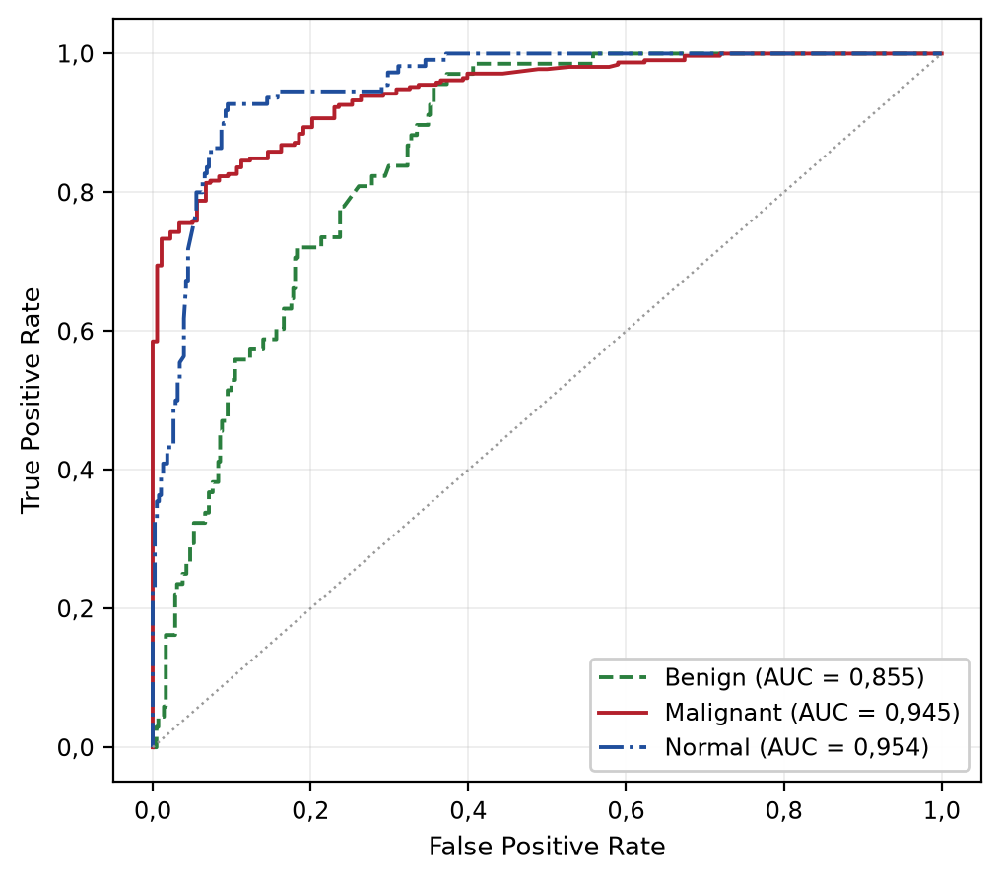 True Positive Rate
1,0
0,8
0,6
0,4
0,2
0,0
0,0 0,2 0,4 0,6 0,8 1,0
False Positive Rate
Benign (AUC = 0,855)
Malignant (AUC = 0,945)
Normal (AUC = 0,954)